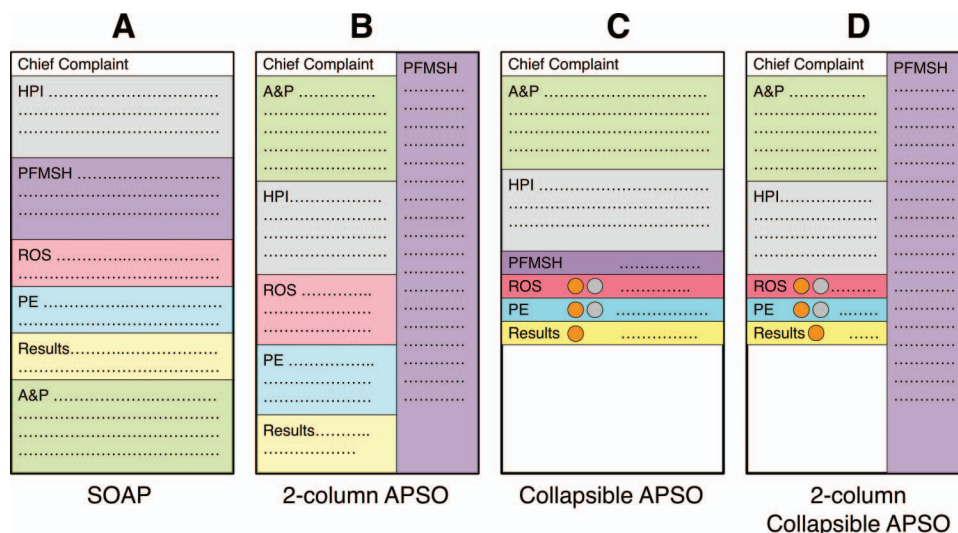 A
Chief Complaint
HPI
PFMSH
ROS
PE
Results
A&P
SOAP
B
Chief Complaint
PFMSH
A&P
HPI
ROS
PE
Results
2-column APSO
C
Chief Complaint
A&P
HPI
PFMSH
ROS
PE
Results
Collapsible APSO
D
Chief Complaint
PFMSH
A&P
HPI
ROS
PE
Results
2-column
Collapsible APSO